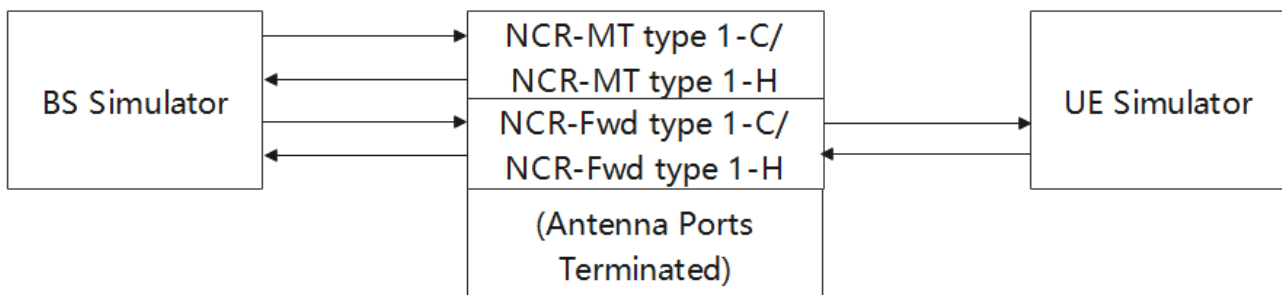 BS Simulator
NCR-MT type 1-C/
NCR-MT type 1-H
NCR-Fwd type 1-C/
NCR-Fwd type 1-H
(Antenna Ports
Terminated)
UE Simulator